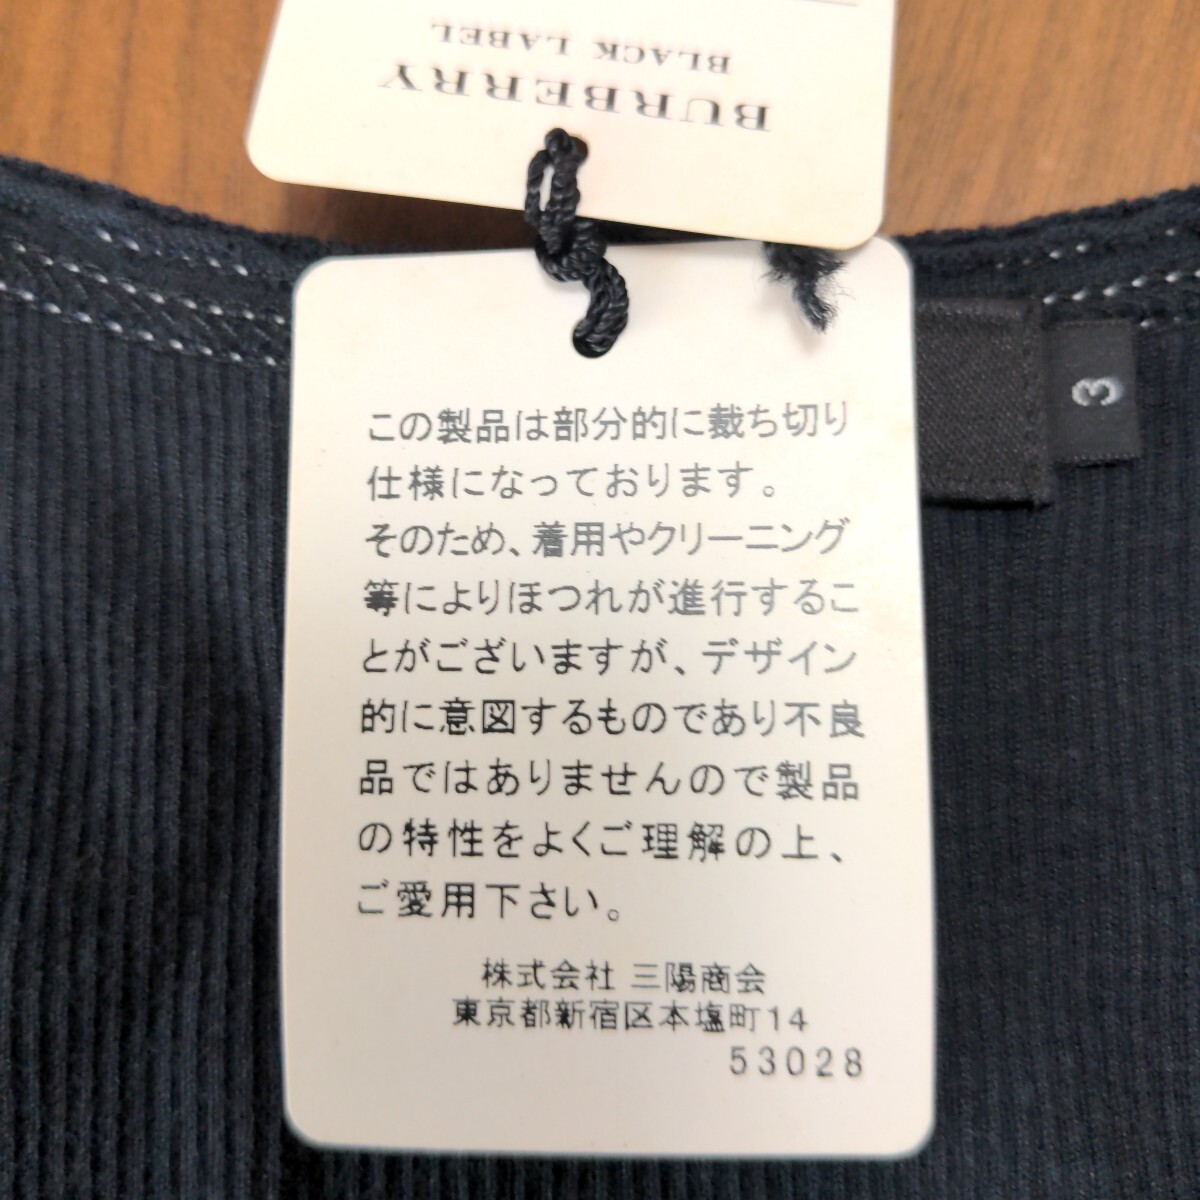 BURBERRY
BLACK LABEL
3
この製品は部分的に裁ち切り
仕様になっております。
そのため、着用やクリーニング
等によりほつれが進行するこ
とがございますが、デザイン
的に意図するものであり不良
品ではありませんので製品
の特性をよくご理解の上、
ご愛用下さい。
株式会社 三陽商会
東京都新宿区本塩町14
53028